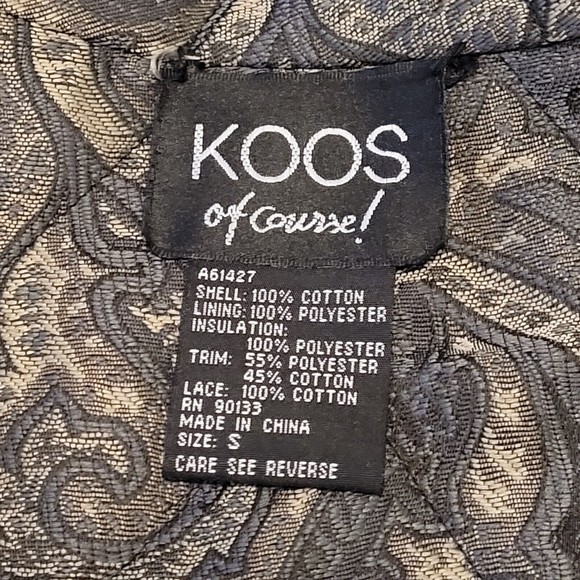 KOOS
of course!
A61427
SHELL: 100% COTTON
LINING: 100% POLYESTER
INSULATION:
100% POLYESTER
TRIM: 55% POLYESTER
45% COTTON
LACE: 100% COTTON
RN 90133
MADE IN CHINA
SIZE: S
CARE SEE REVERSE